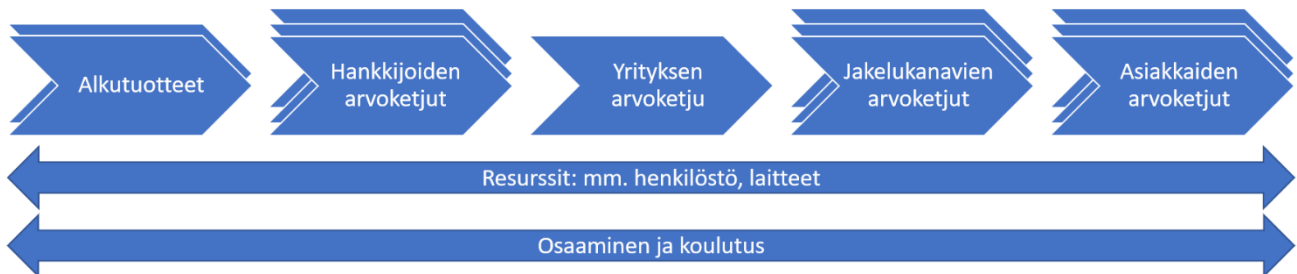 Alkutuotteet
Hankkijoiden
arvoketjut
Yrityksen
arvoketju
Jakelukanavien
arvoketjut
Asiakkaiden
arvoketjut
Resurssit: mm. henkilöstö, laitteet
Osaaminen ja koulutus